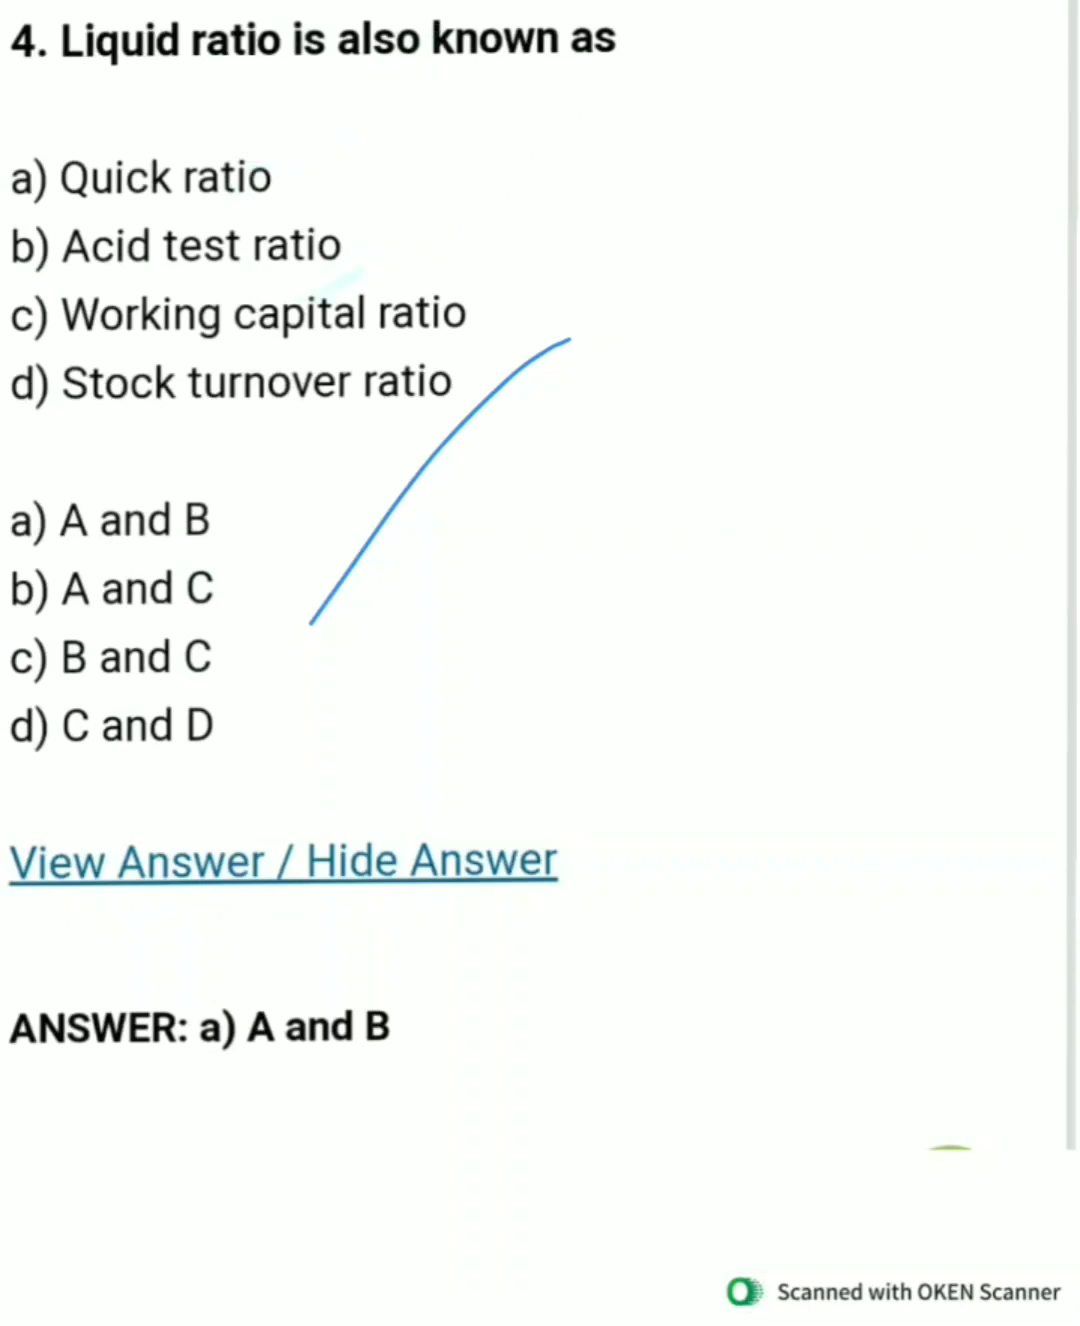 4. Liquid ratio is also known as
a) Quick ratio
b) Acid test ratio
c) Working capital ratio
d) Stock turnover ratio
a) A and B
b) A and C
c) B and C
d) C and D
View Answer / Hide Answer
ANSWER: a) A and B
Scanned with OKEN Scanner